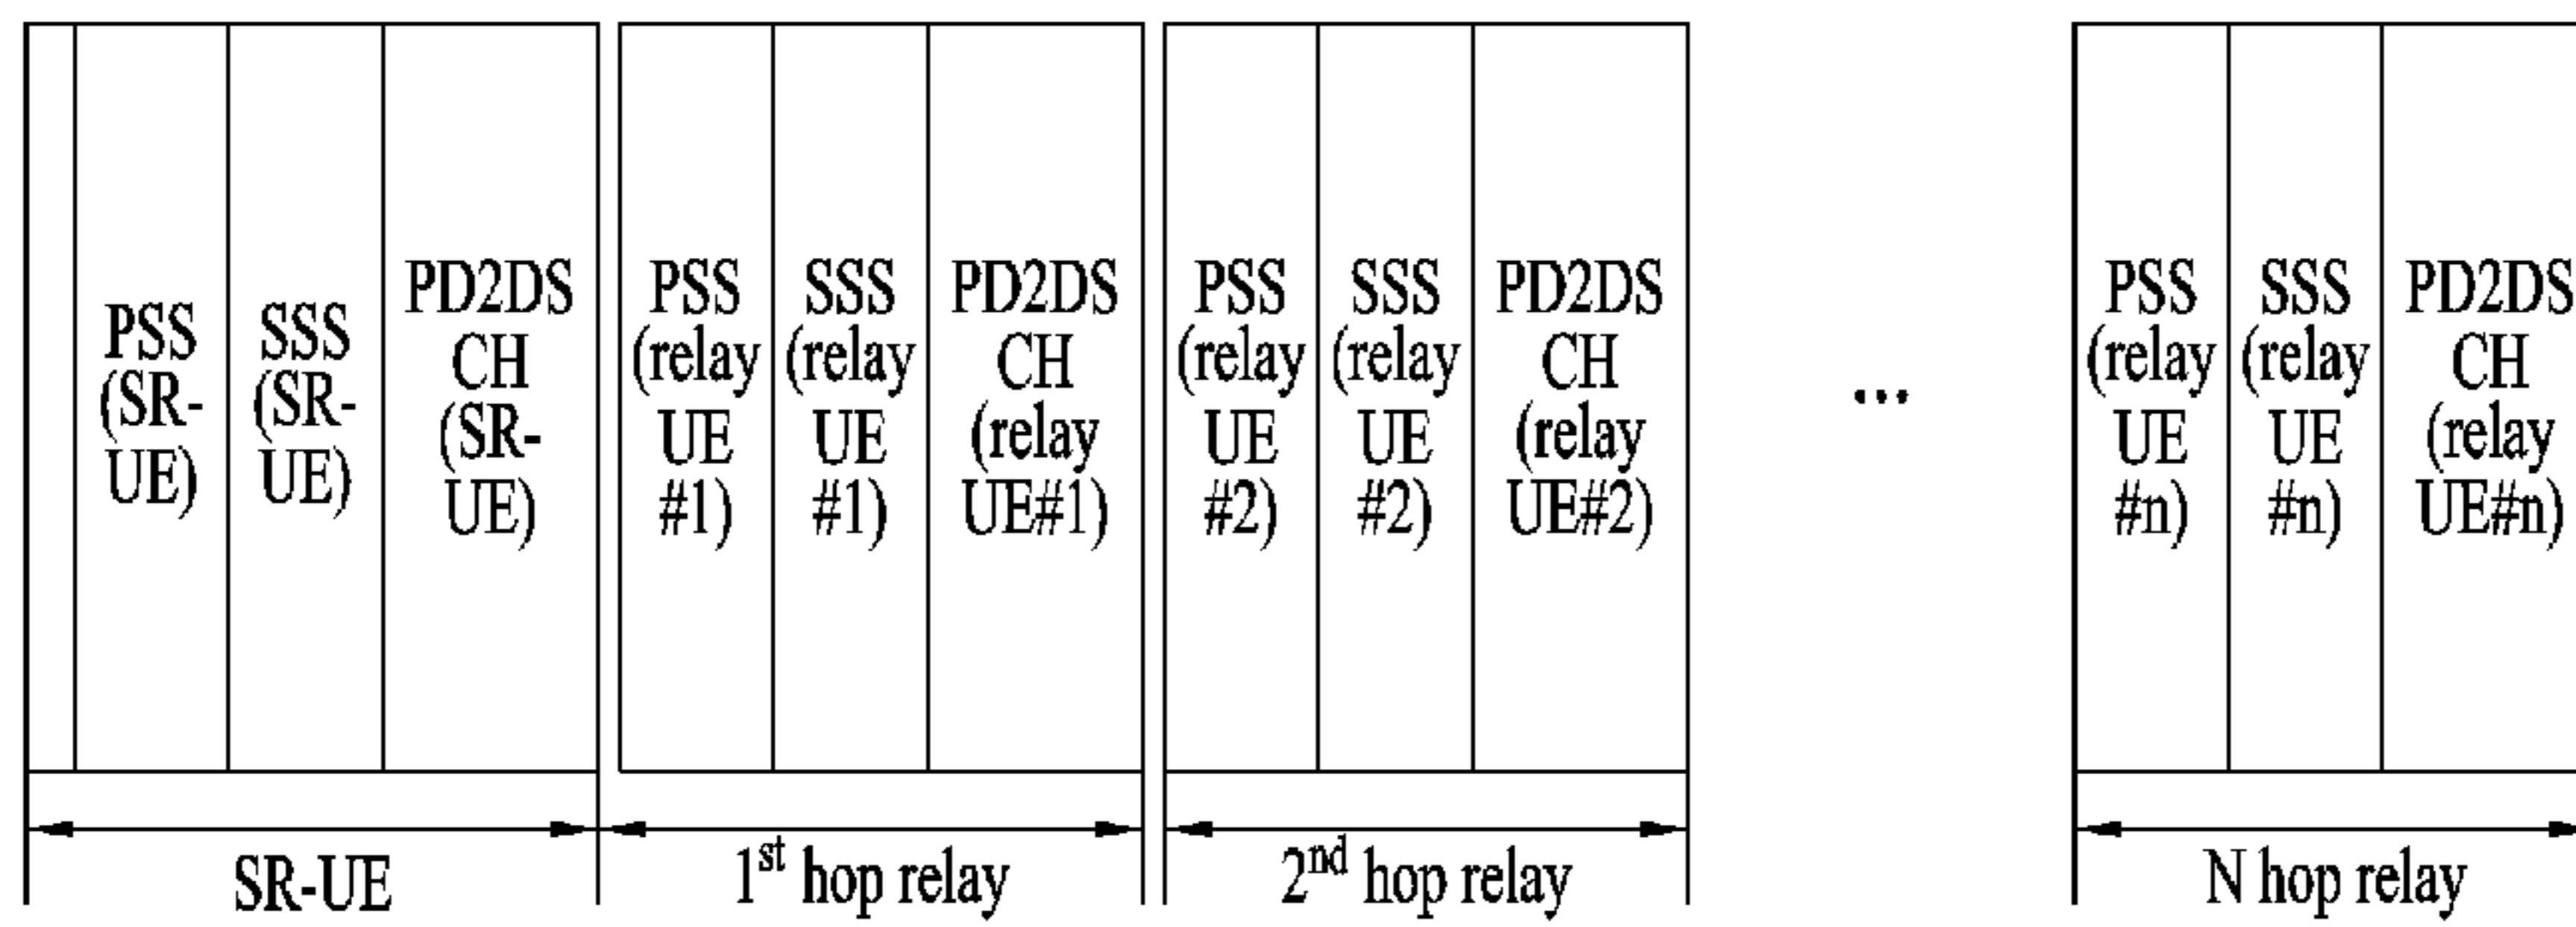 PSS
(SR-
UE)
SSS
(SR-
UE)
PD2DS
CH
(SR-
UE)
PSS
(relay
UE
#1)
SSS
(relay
UE
#1)
PD2DS
CH
(relay
UE#1)
PSS
(relay
UE
#2)
SSS
(relay
UE
#2)
PD2DS
CH
(relay
UE#2)
...
PSS
(relay
UE
#n)
SSS
(relay
UE
#n)
PD2DS
CH
(relay
UE#n)
SR-UE
1st hop relay
2nd hop relay
N hop relay